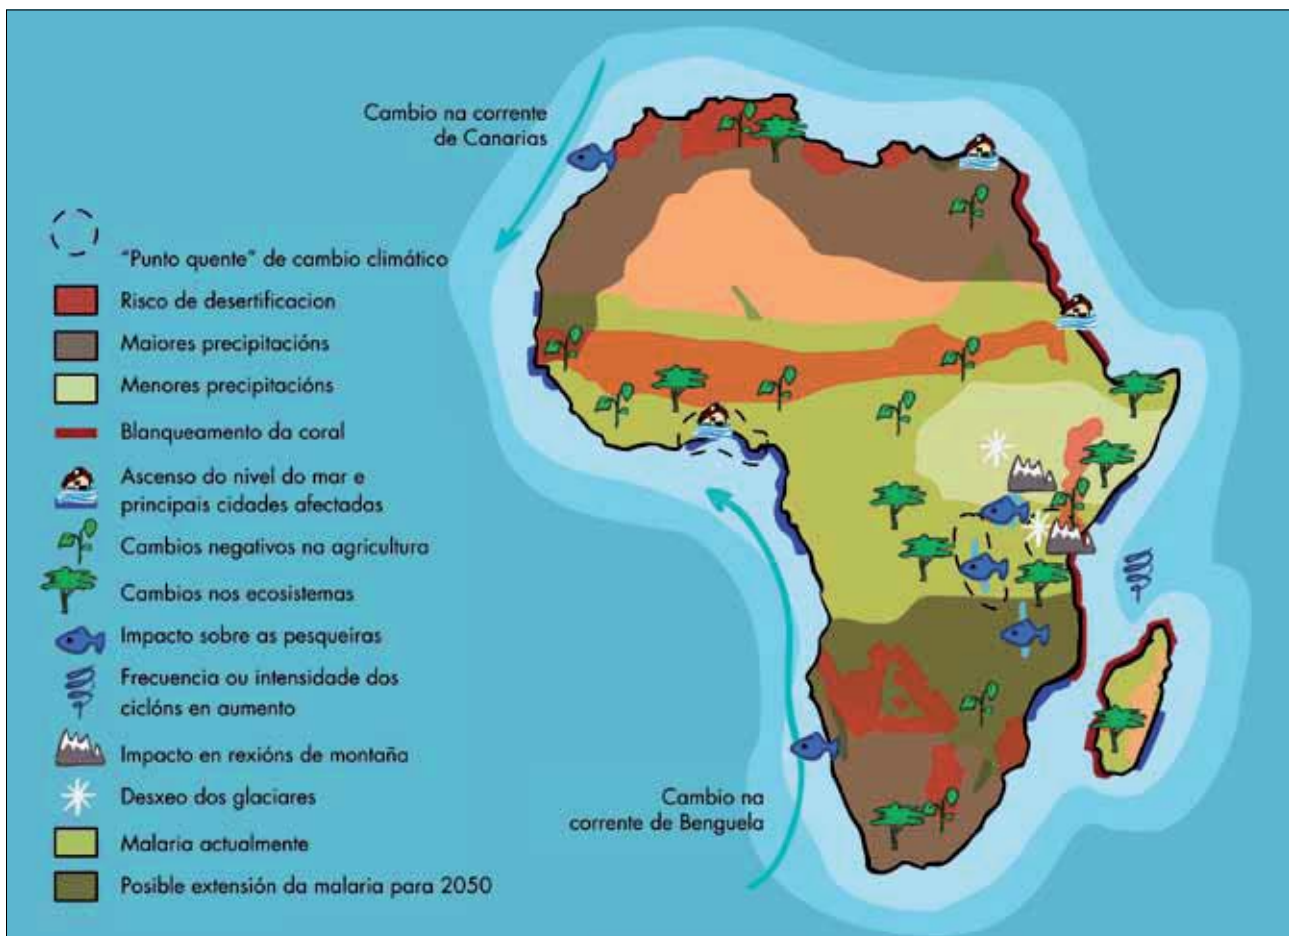 Cambio na corrente
de Canarias
"Punto quente" de cambio climático
Risco de desertificacion
Maiores precipitacións
Menores precipitacións
Blanqueamento da coral
Ascenso do nivel do mar e
principais cidades afectadas
Cambios negativos na agricultura
Cambios nos ecosistemas
Impacto sobre as pesqueiras
Frecuencia ou intensidade dos
ciclóns en aumento
Impacto en rexións de montaña
Desxeo dos glaciares
Malaria actualmente
Posible extensión da malaria para 2050
Cambio na
corrente de Benguela